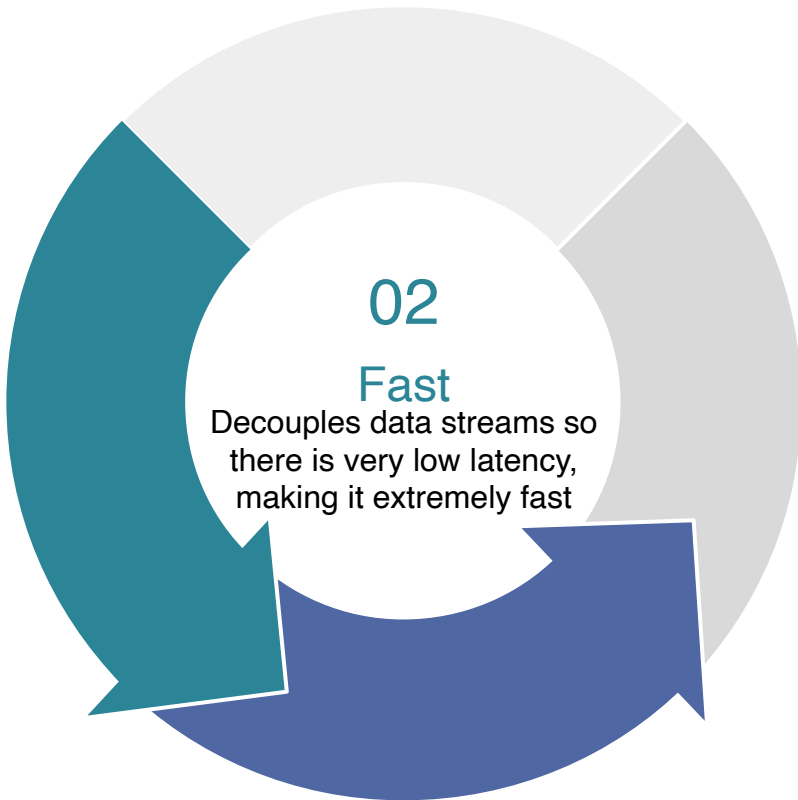 02
Fast
Decouples data streams so
there is very low latency,
making it extremely fast